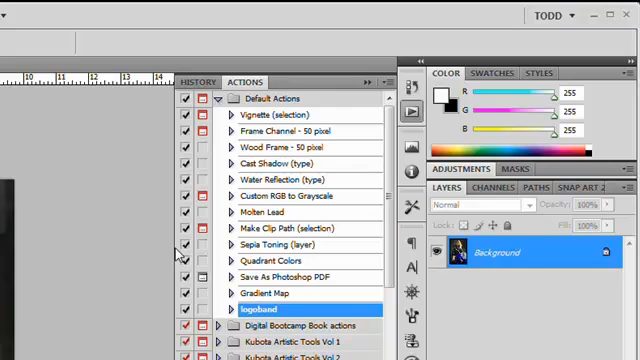 TODD
10 11 12 13 14
HISTORY ACTIONS
Default Actions
Vignette (selection)
Frame Channel - 50 pixel
Wood Frame - 50 pixel
Cast Shadow (type)
Water Reflection (type)
Custom RGB to Grayscale
Molten Lead
Make Clip Path (selection)
Sepia Toning (layer)
Quadrant Colors
Save As Photoshop PDF
Gradient Map
logoband
Digital Bootcamp Book actions
Kubota Artistic Tools Vol 1
Kubota Artistic Tools Vol 2
COLOR SWATCHES STYLES
R 255
G 255
B 255
ADJUSTMENTS MASKS
LAYERS CHANNELS PATHS SNAP ART 2
Normal Opacity: 100%
Lock: Fill: 100%
Background